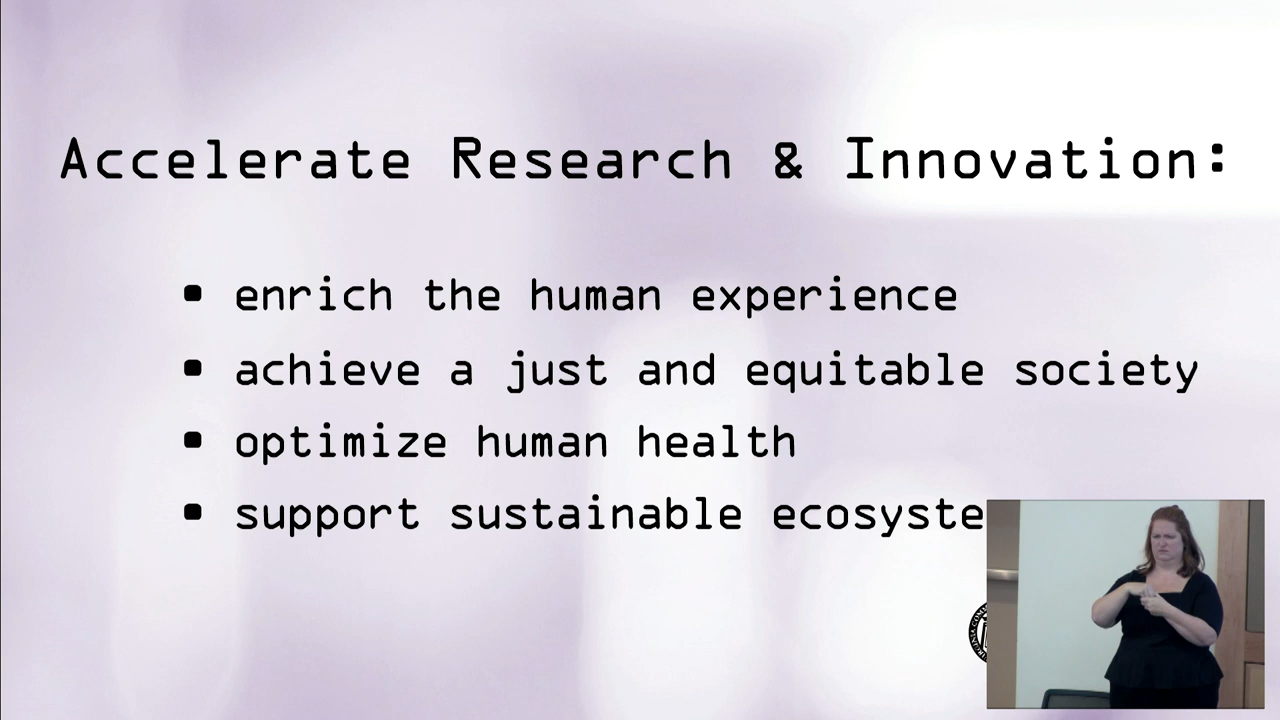 Accelerate Research & Innovation:
• enrich the human experience
• achieve a just and equitable society
• optimize human health
• support sustainable ecosyste